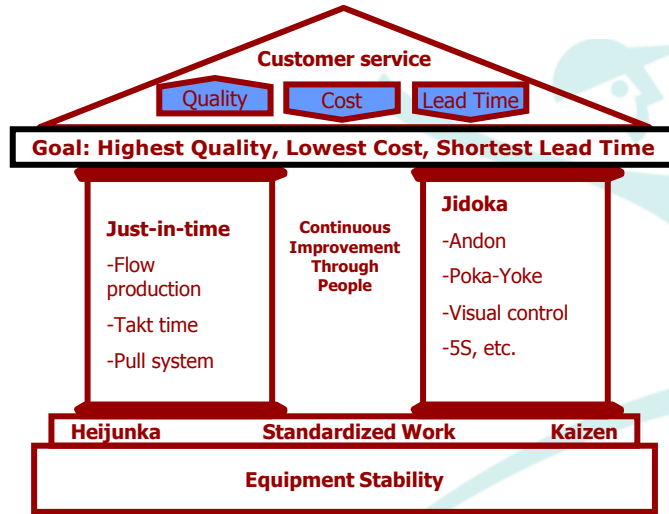 Customer service
Quality
Cost
Lead Time
Goal: Highest Quality, Lowest Cost, Shortest Lead Time
Just-in-time
-Flow
production
-Takt time
-Pull system
Continuous
Improvement
Through
People
Jidoka
-Andon
-Poka-Yoke
-Visual control
-5S, etc.
Heijunka
Standardized Work
Kaizen
Equipment Stability